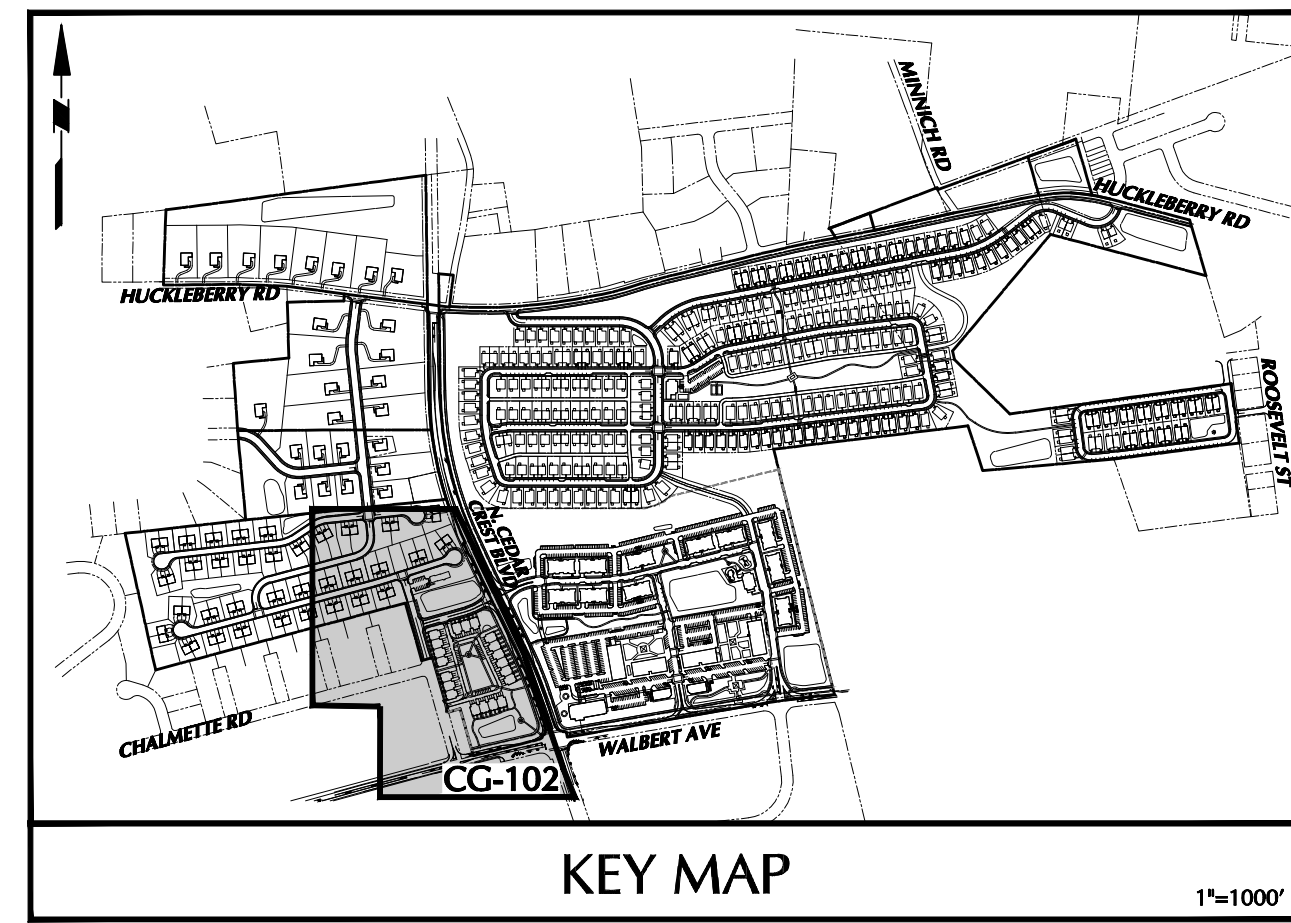 N
MINNICH RD
HUCKLEBERRY RD
HUCKLEBERRY RD
ROOSEVELT ST
N. CEDAR
CREST BLVD
CHALMETTE RD
WALBERT AVE
CG-102
KEY MAP
1"=1000'